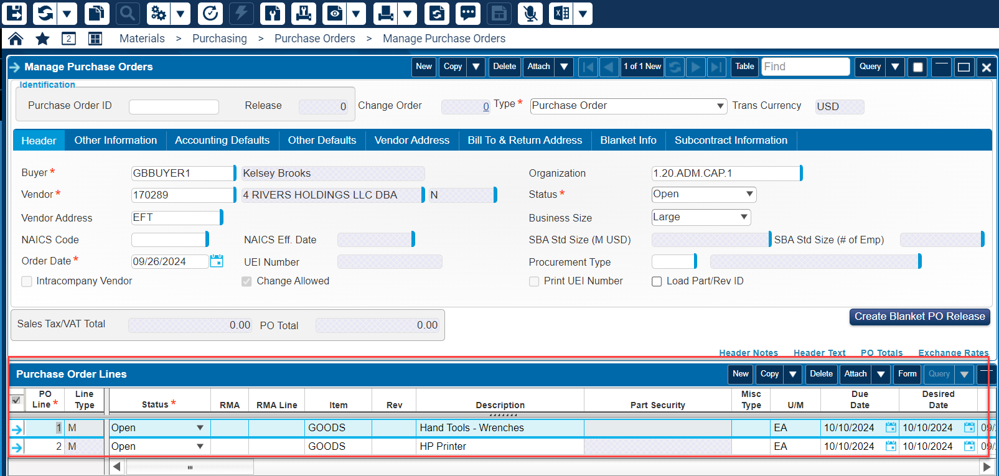 2
Materials > Purchasing > Purchase Orders > Manage Purchase Orders
Manage Purchase Orders New Copy Delete Attach 1 of 1 New Table Find Query
Identification
Purchase Order ID Release 0 Change Order 0 Type * Purchase Order Trans Currency USD
Header Other Information Accounting Defaults Other Defaults Vendor Address Bill To & Return Address Blanket Info Subcontract Information
Buyer * GBBUYER1 Kelsey Brooks Organization 1.20.ADM.CAP.1
Vendor * 170289 4 RIVERS HOLDINGS LLC DBA N Status * Open
Vendor Address EFT Business Size Large
NAICS Code NAICS Eff. Date SBA Std Size (M USD) SBA Std Size (# of Emp)
Order Date * 09/26/2024 UEI Number Procurement Type
Intracompany Vendor Change Allowed Print UEI Number Load Part/Rev ID
Sales Tax/VAT Total 0.00 PO Total 0.00 Create Blanket PO Release
Header Notes Header Text PO Totals Exchange Rates
Purchase Order Lines New Copy Delete Attach Form Query
PO Line * Line Type Status * RMA RMA Line Item Rev Description Part Security Misc Type U/M Due Date Desired Date
1 M Open GOODS Hand Tools - Wrenches EA 10/10/2024 10/10/2024 09/
2 M Open GOODS HP Printer EA 10/10/2024 10/10/2024 09/